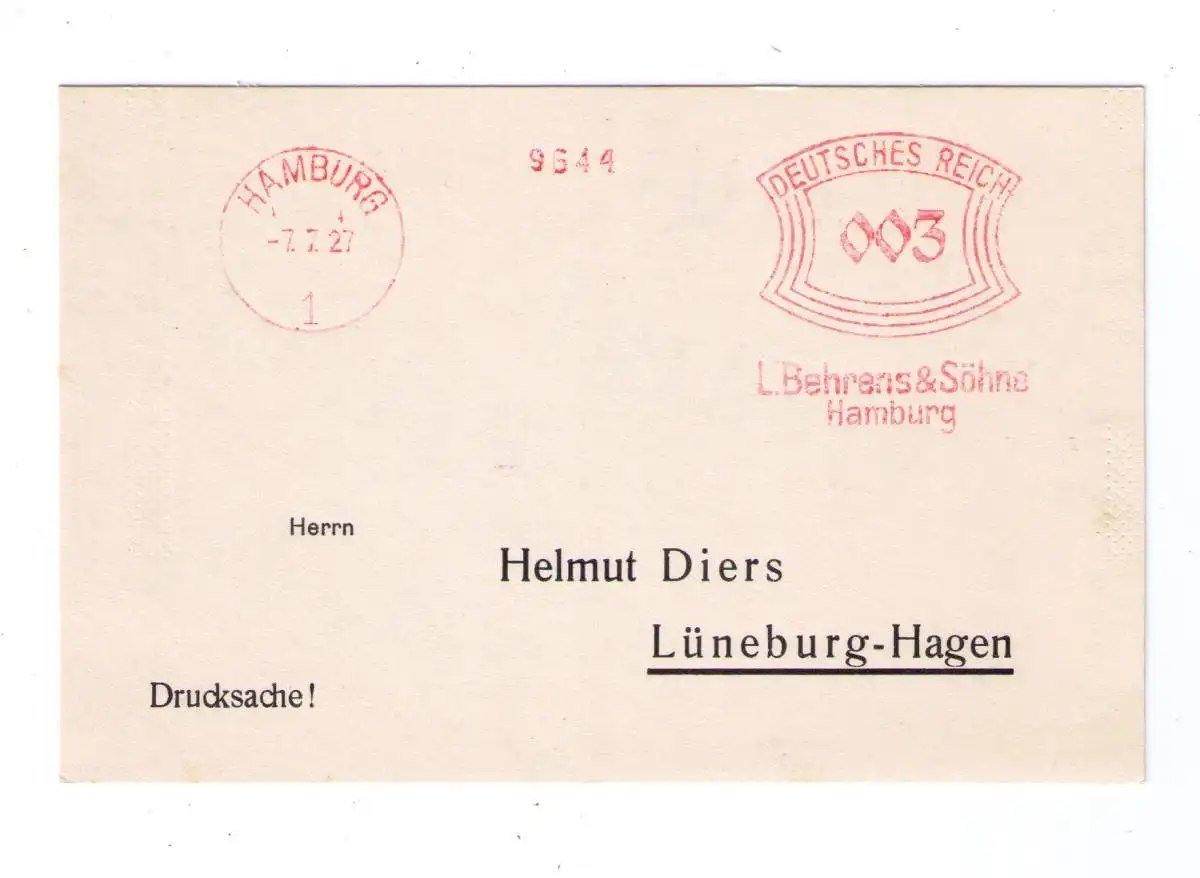 HAMBURG
-7.7.27
1
9644
DEUTSCHES REICH
003
L.Behrens&Söhne
Hamburg
Herrn
Helmut Diers
Lüneburg-Hagen
Drucksache!